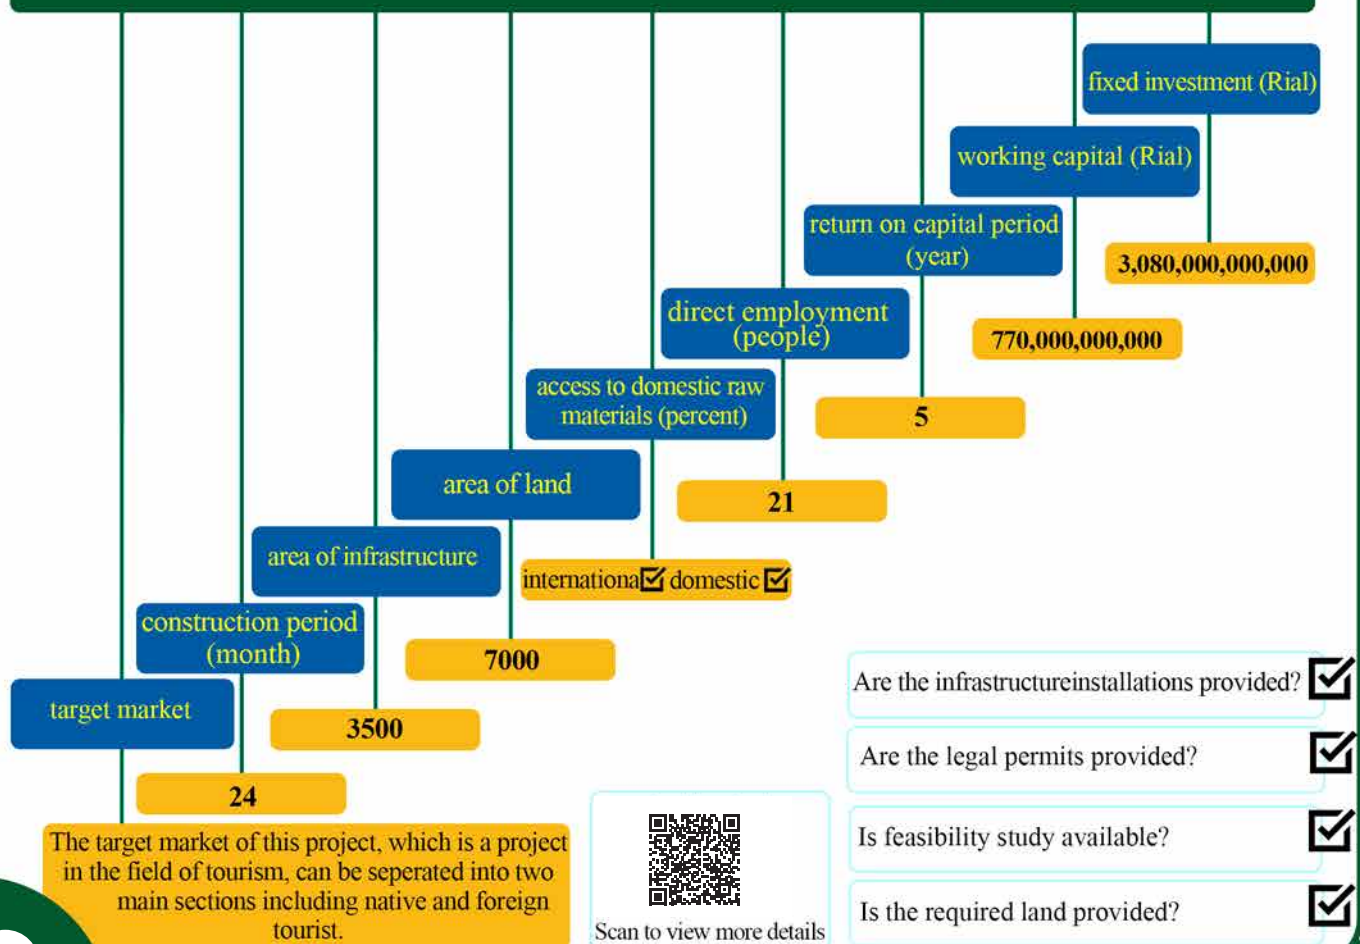 fixed investment (Rial)
3,080,000,000,000
working capital (Rial)
770,000,000,000
return on capital period
(year)
5
direct employment
(people)
21
access to domestic raw
materials (percent)
internationa domestic
area of land
7000
area of infrastructure
3500
construction period
(month)
24
target market
The target market of this project, which is a project
in the field of tourism, can be seperated into two
main sections including native and foreign
tourist.
Scan to view more details
Are the infrastructureinstallations provided?
Are the legal permits provided?
Is feasibility study available?
Is the required land provided?